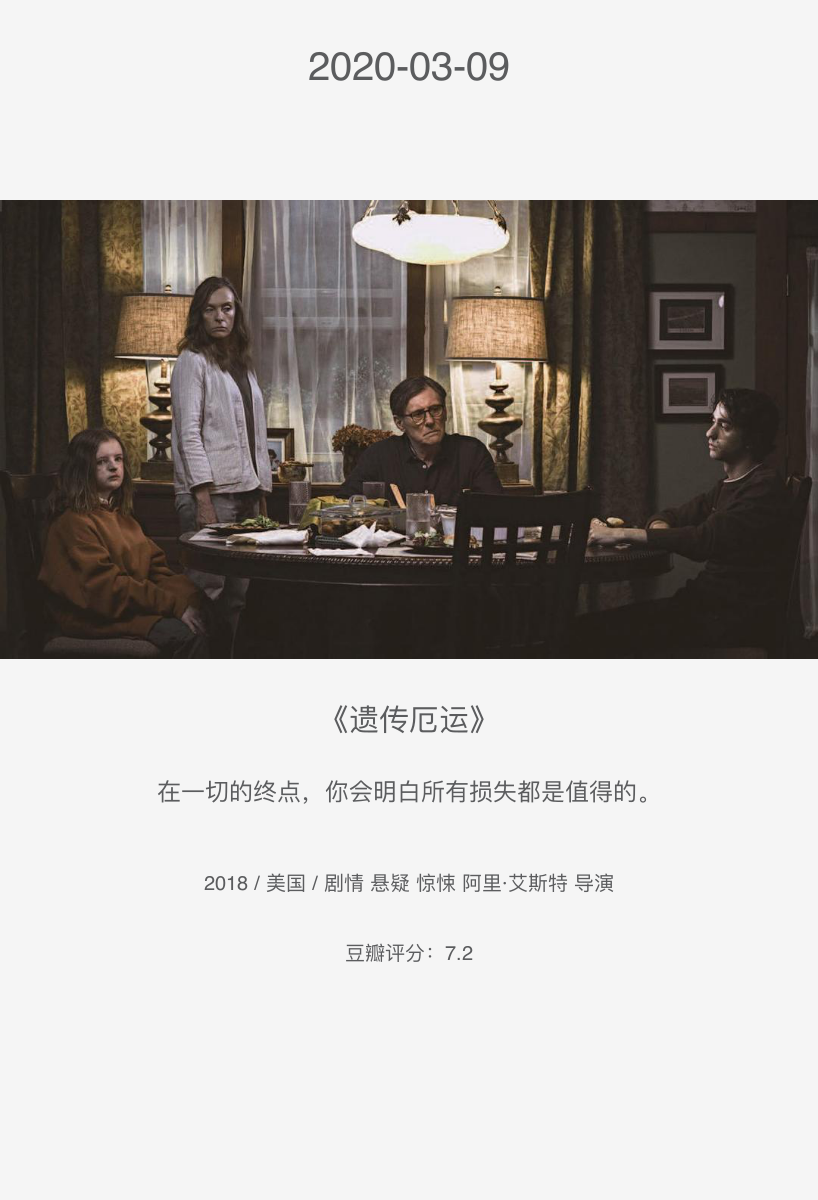 2020-03-09
《遗传厄运》
在一切的终点，你会明白所有损失都是值得的。
2018 / 美国 / 剧情 悬疑 惊悚 阿里·艾斯特 导演
豆瓣评分：7.2